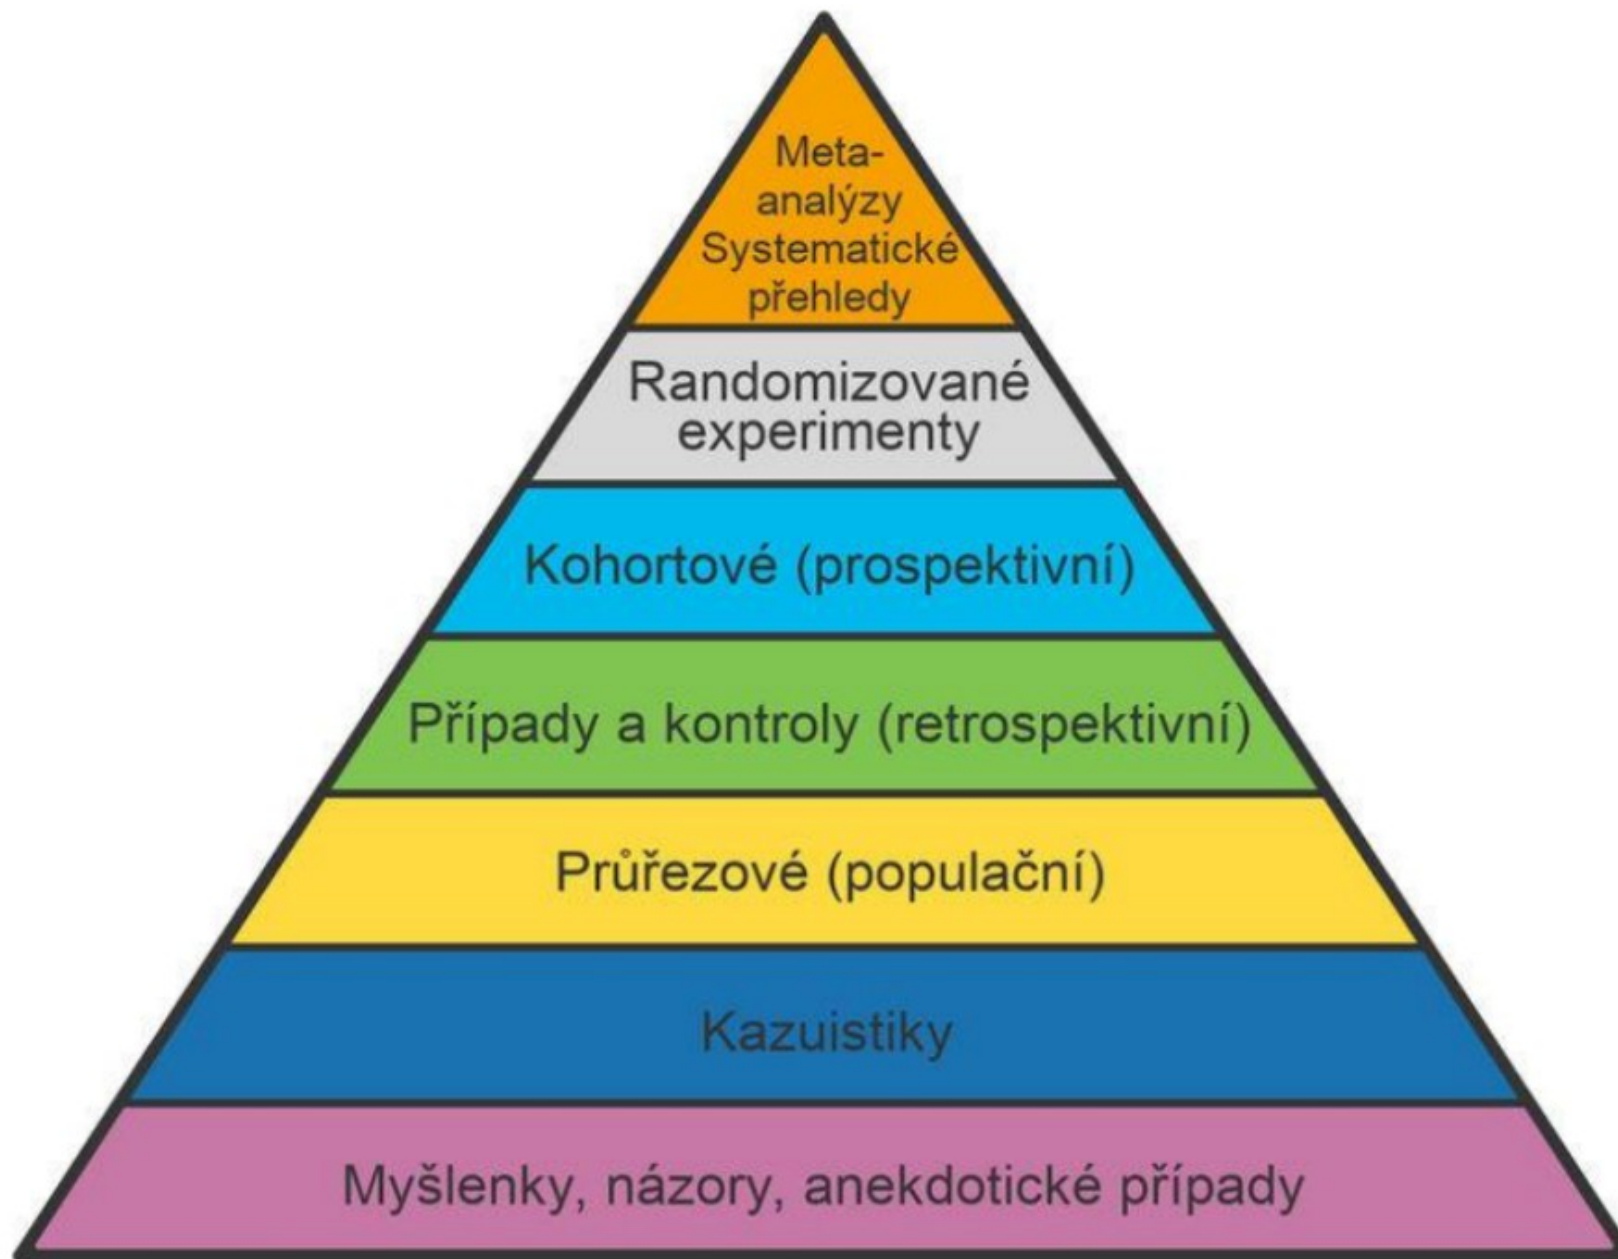 Meta-
analýzy
Systematické
přehledy
Randomizované
experimenty
Kohortové (prospektivní)
Případy a kontroly (retrospektivní)
Průřezové (populační)
Kazuistiky
Myšlenky, názory, anekdotické případy